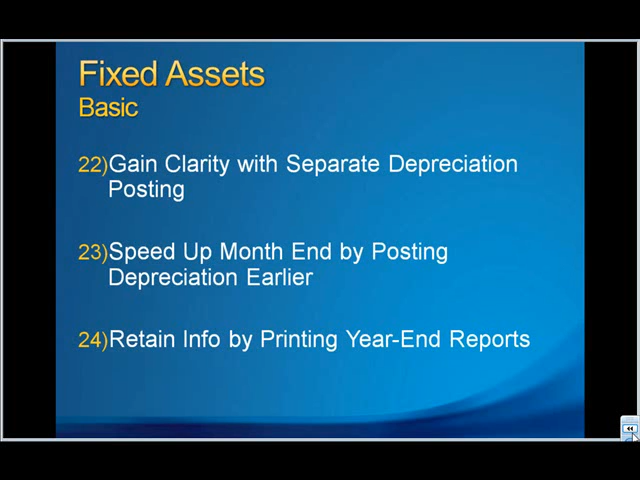 Fixed Assets
Basic
22)Gain Clarity with Separate Depreciation
Posting
23)Speed Up Month End by Posting
Depreciation Earlier
24)Retain Info by Printing Year-End Reports